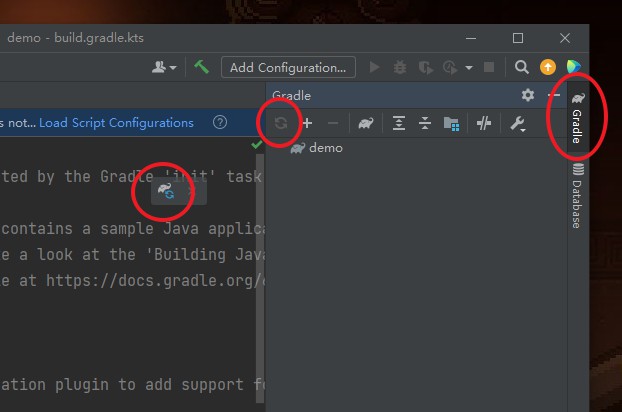 demo - build.gradle.kts
Add Configuration...
Gradle
s not... Load Script Configurations
demo
Gradle
Database
ted by the Gradle 'init' task
contains a sample Java applica
e a look at the 'Building Java
e at https://docs.gradle.org/
ation plugin to add support fo